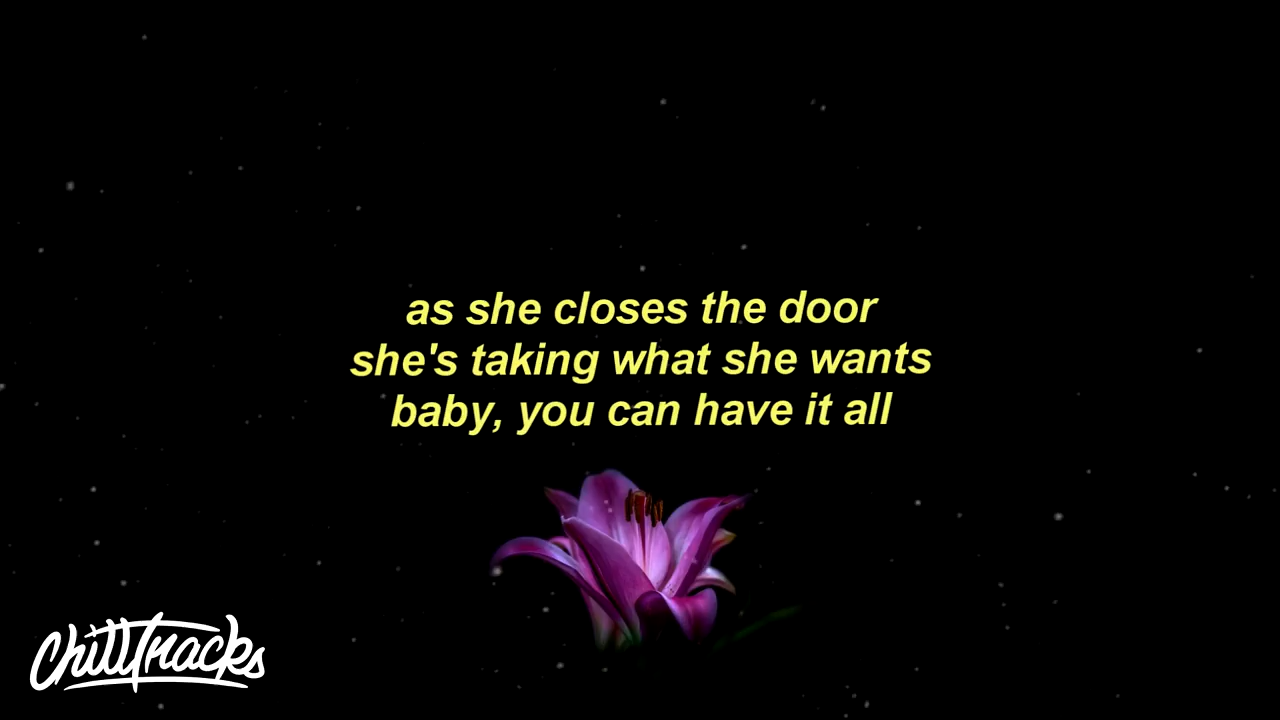 as she closes the door
she's taking what she wants
baby, you can have it all
ChillTracks